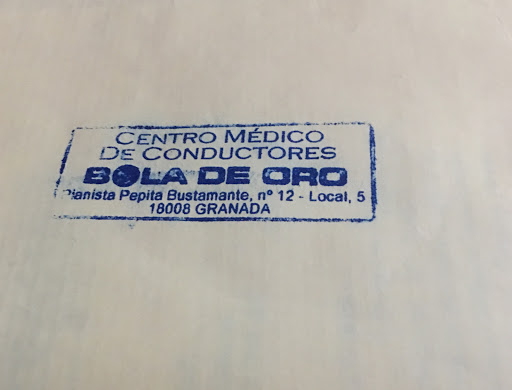 CENTRO MÉDICO
DE CONDUCTORES
BOLA DE ORO
Pianista Pepita Bustamante, nº 12 - Local, 5
18008 GRANADA